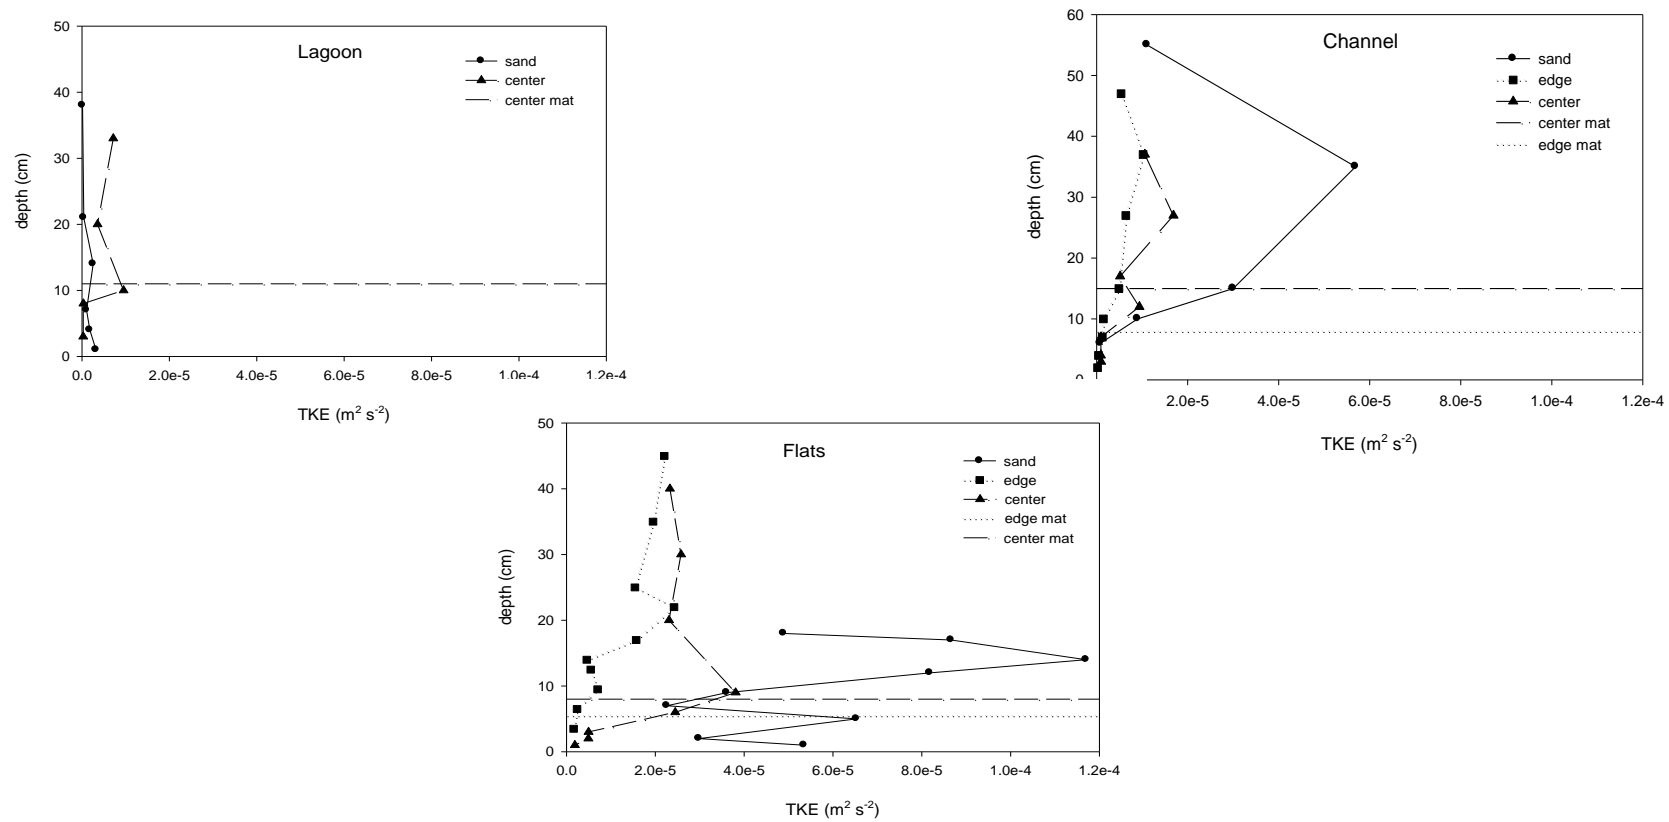 Lagoon
50
40
30
20
10
0
depth (cm)
sand
center
center mat
0.0 2.0e-5 4.0e-5 6.0e-5 8.0e-5 1.0e-4 1.2e-4
TKE (m² s⁻²)
Channel
60
50
40
30
20
10
0
depth (cm)
sand
edge
center
center mat
edge mat
2.0e-5 4.0e-5 6.0e-5 8.0e-5 1.0e-4 1.2e-4
TKE (m² s⁻²)
Flats
50
40
30
20
10
0
depth (cm)
sand
edge
center
edge mat
center mat
0.0 2.0e-5 4.0e-5 6.0e-5 8.0e-5 1.0e-4 1.2e-4
TKE (m² s⁻²)